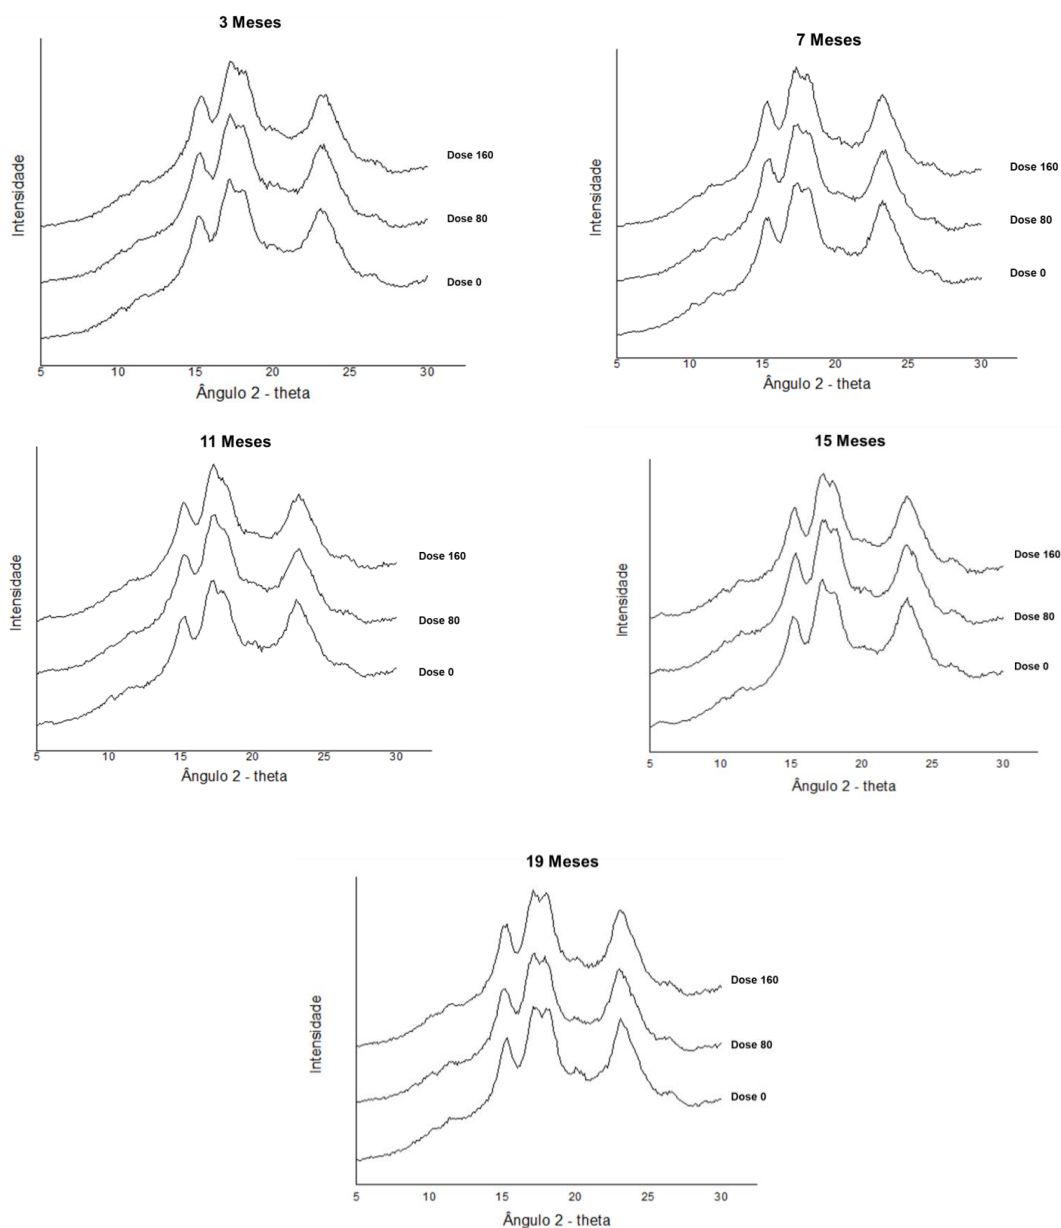 3 Meses
Intensidade
Dose 160
Dose 80
Dose 0
5 10 15 20 25 30
Ângulo 2 - theta
7 Meses
Intensidade
Dose 160
Dose 80
Dose 0
5 10 15 20 25 30
Ângulo 2 - theta
11 Meses
Intensidade
Dose 160
Dose 80
Dose 0
5 10 15 20 25 30
Ângulo 2 - theta
15 Meses
Intensidade
Dose 160
Dose 80
Dose 0
5 10 15 20 25 30
Ângulo 2 - theta
19 Meses
Intensidade
Dose 160
Dose 80
Dose 0
5 10 15 20 25 30
Ângulo 2 - theta